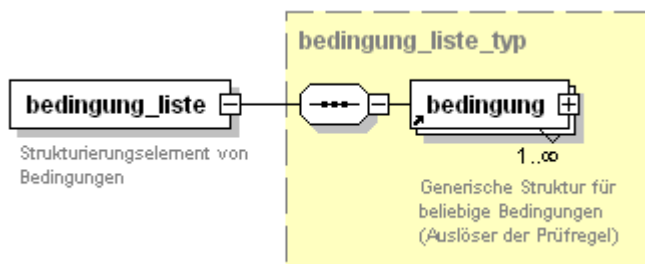 bedingung_liste_typ
bedingung_liste
bedingung
Strukturierungselement von
Bedingungen
1..∞
Generische Struktur für
beliebige Bedingungen
(Auslöser der Prüfregel)